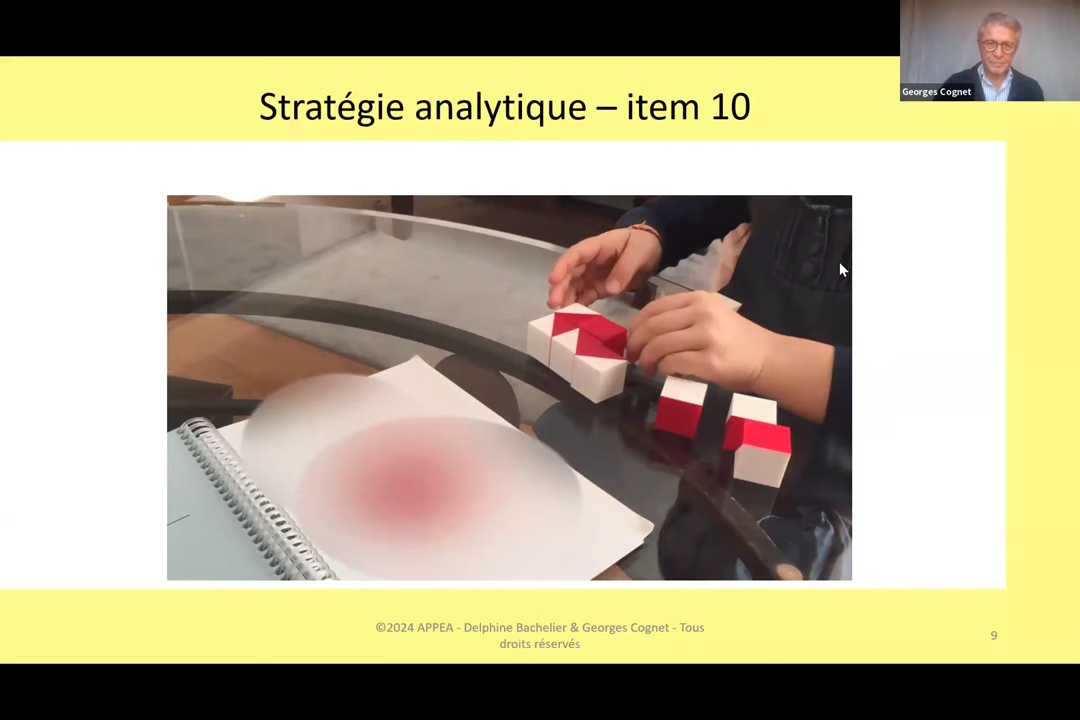 Georges Cognet
Stratégie analytique – item 10
©2024 APPEA - Delphine Bachelier & Georges Cognet - Tous
droits réservés
9